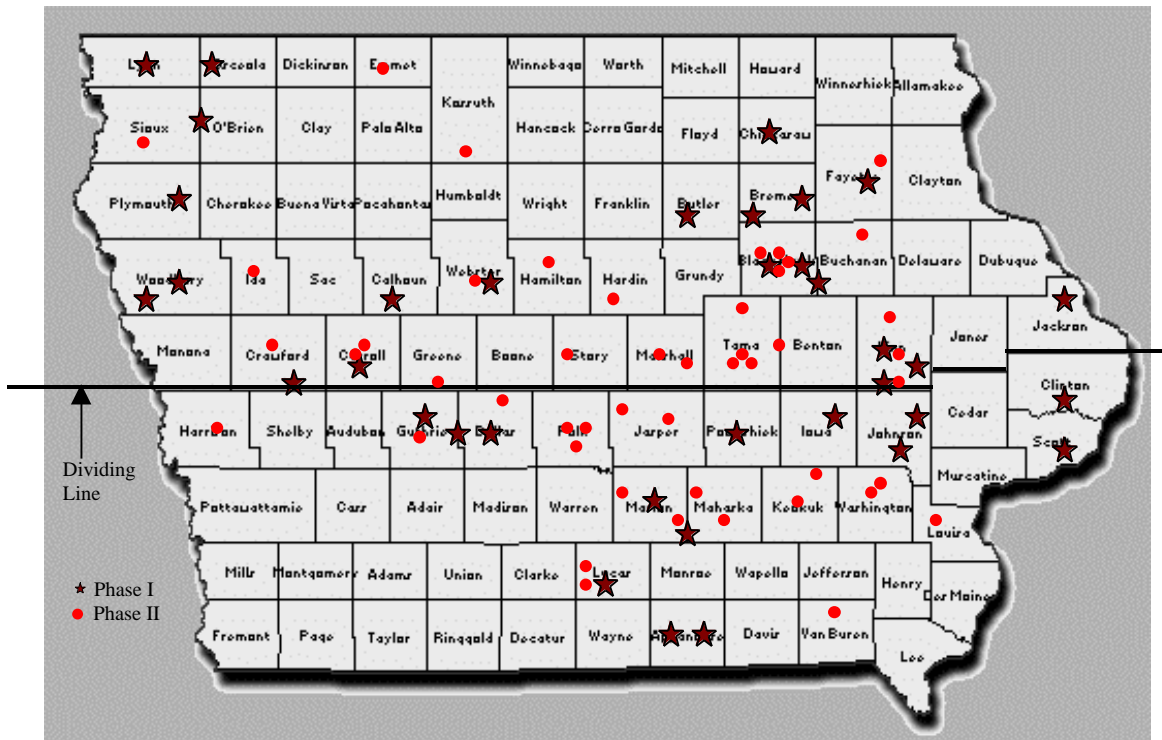 Lyon Osceola Dickinson Emmet Winnebago Worth Mitchell Howard Winneshiek Allamakee
Kossuth
Sioux O'Brien Clay Palo Alto Hancock Cerro Gordo Floyd Chickasaw
Plymouth Cherokee Buena Vista Pocahontas Humboldt Wright Franklin Butler Bremer Fayette Clayton
Woodbury Ida Sac Calhoun Webster Hamilton Hardin Grundy Black Hawk Buchanan Delaware Dubuque
Monona Crawford Carroll Greene Boone Story Marshall Tama Benton Linn Jones Jackson
Harrison Shelby Audubon Guthrie Dallas Polk Jasper Poweshiek Iowa Johnson Cedar Clinton
Scott
Muscatine
Dividing
Line
Pottawattamie Cass Adair Madison Warren Marion Mahaska Keokuk Washington Louisa
Mills Montgomery Adams Union Clarke Lucas Monroe Wapello Jefferson Henry Des Moines
Phase I
Phase II
Fremont Page Taylor Ringgold Decatur Wayne Appanoose Davis Van Buren Lee